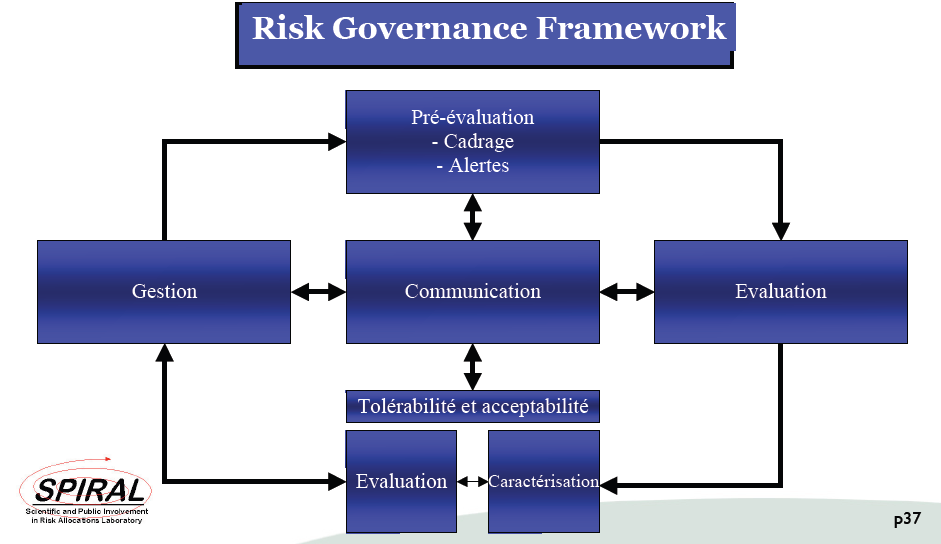 Risk Governance Framework
Pré-évaluation
- Cadrage
- Alertes
Gestion
Communication
Evaluation
Tolérabilité et acceptabilité
Evaluation
Caractérisation
SPIRAL
Scientific and Public Involvement
in Risk Allocations Laboratory
p37